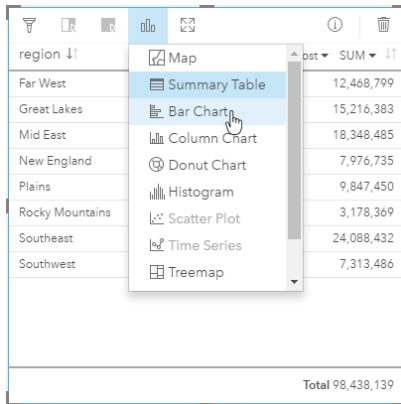 region
Far West
Great Lakes
Mid East
New England
Plains
Rocky Mountains
Southeast
Southwest
Map
Summary Table
Bar Chart
Column Chart
Donut Chart
Histogram
Scatter Plot
Time Series
Treemap
ost SUM
12,468,799
15,216,383
18,348,485
7,976,735
9,847,450
3,178,369
24,088,432
7,313,486
Total 98,438,139